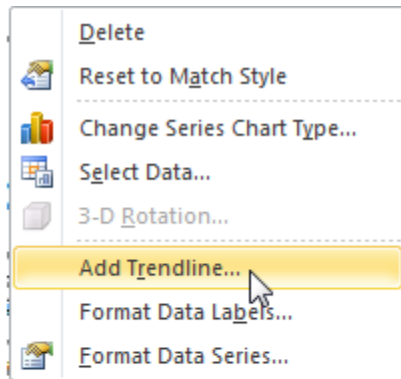 Delete
Reset to Match Style
Change Series Chart Type...
Select Data...
3-D Rotation...
Add Trendline...
Format Data Labels...
Format Data Series...